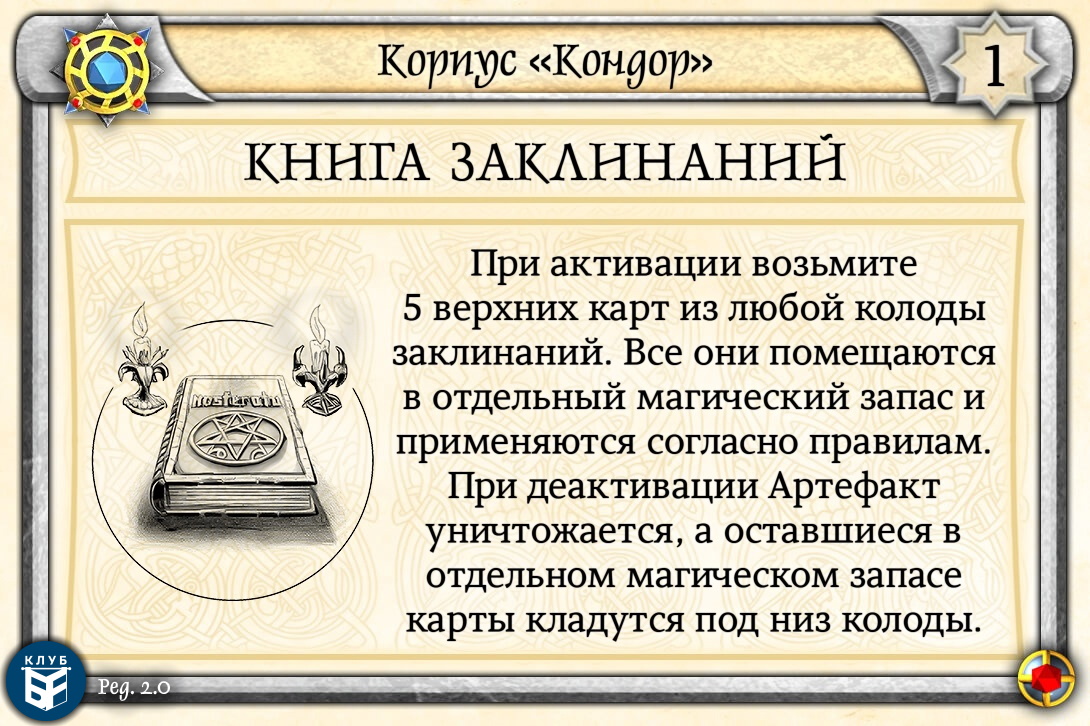 Корпус «Кондор»
1
КНИГА ЗАКЛИНАНИЙ
При активации возьмите
5 верхних карт из любой колоды
заклинаний. Все они помещаются
в отдельный магический запас и
применяются согласно правилам.
При деактивации Артефакт
уничтожается, а оставшиеся в
отдельном магическом запасе
карты кладутся под низ колоды.
Nosferatu
КЛУБ
Ред. 2.0